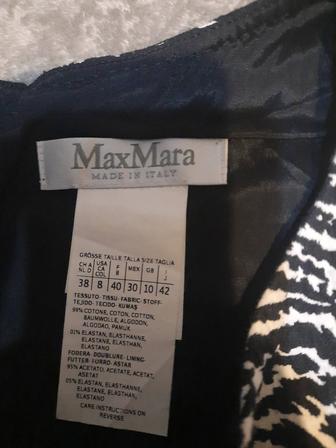 MaxMara
MADE IN ITALY
GRÖSSE TAILLE TALLA SIZE TAGLIA
CH A NL D USA CA COL F B MEX GB I J
38 8 40 30 10 42
TESSUTO-TISSU-FABRIC-STOFF-
TEJIDO-TECIDO-KUMAŞ
99% COTONE, COTON, COTTON,
BAUMWOLLE, ALGODON,
ALGODAO, PAMUK
01% ELASTAN, ELASTHANNE,
ELASTANE, ELASTHAN,
ELASTANO
FODERA-DOUBLURE-LINING-
FUTTER-FORRO-ASTAR
95% ACETATO, ACETATE, ACETAT,
ASETAT
05% ELASTAN, ELASTHANNE,
ELASTANE, ELASTHAN,
ELASTANO
CARE INSTRUCTIONS ON
REVERSE